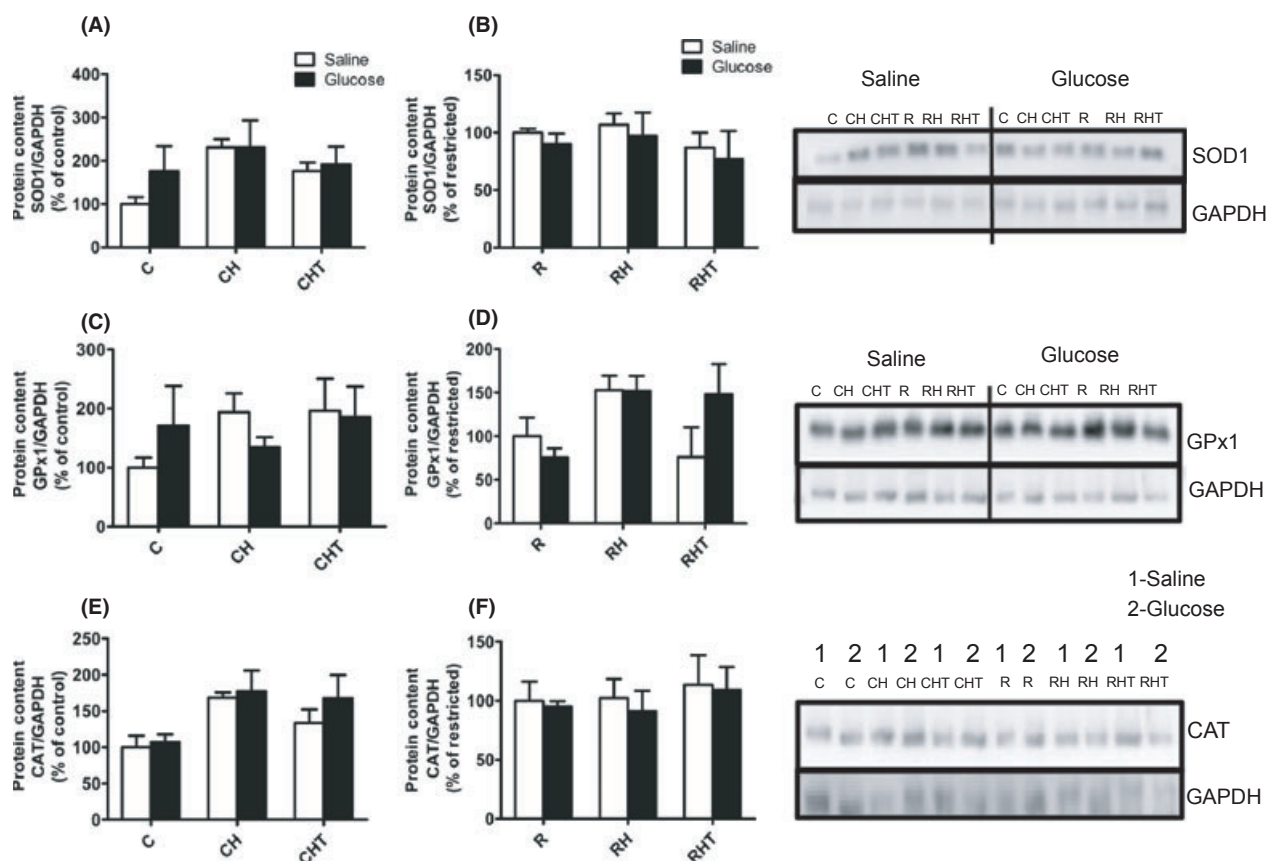 (A)
Saline
Glucose
Protein content
SOD1/GAPDH
(% of control)
400
300
200
100
0
C
CH
CHT
(B)
Saline
Glucose
Protein content
SOD1/GAPDH
(% of restricted)
150
100
50
0
R
RH
RHT
Saline
Glucose
C CH CHT R RH RHT C CH CHT R RH RHT
SOD1
GAPDH
(C)
Protein content
GPx1/GAPDH
(% of control)
300
200
100
0
C
CH
CHT
(D)
Protein content
GPx1/GAPDH
(% of restricted)
200
150
100
50
0
R
RH
RHT
Saline
Glucose
C CH CHT R RH RHT C CH CHT R RH RHT
GPx1
GAPDH
(E)
Protein content
CAT/GAPDH
(% of control)
250
200
150
100
50
0
C
CH
CHT
(F)
Protein content
CAT/GAPDH
(% of restricted)
150
100
50
0
R
RH
RHT
1-Saline
2-Glucose
1 2 1 2 1 2 1 2 1 2 1 2
C C CH CH CHT CHT R R RH RH RHT RHT
CAT
GAPDH